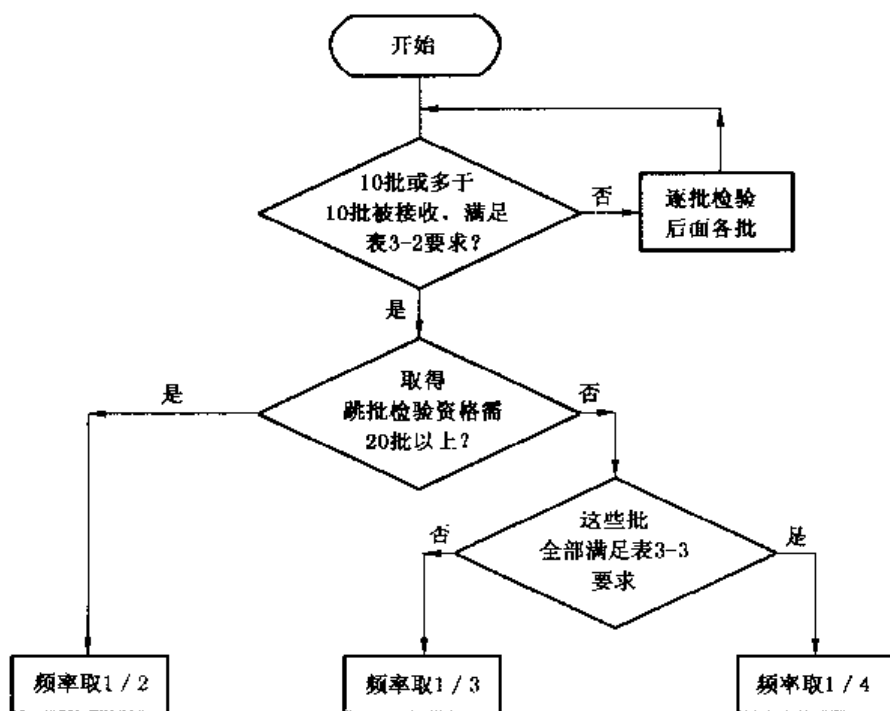 开始
10批或多于
10批被接收、满足
表3-2要求？
否
逐批检验
后面各批
是
取得
跳批检验资格需
20批以上？
是
否
这些批
全部满足表3-3
要求
否
是
频率取1/2
频率取1/3
频率取1/4